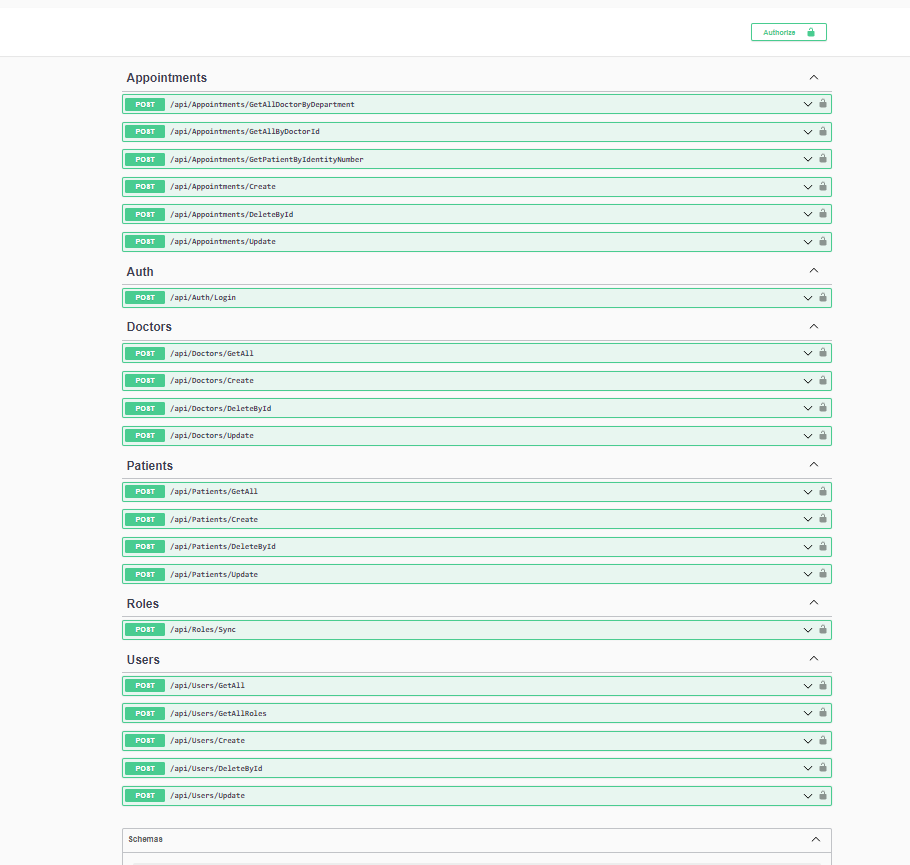 Authorize
Appointments
POST /api/Appointments/GetAllDoctorByDepartment
POST /api/Appointments/GetAllByDoctorId
POST /api/Appointments/GetPatientByIdentityNumber
POST /api/Appointments/Create
POST /api/Appointments/DeleteById
POST /api/Appointments/Update
Auth
POST /api/Auth/Login
Doctors
POST /api/Doctors/GetAll
POST /api/Doctors/Create
POST /api/Doctors/DeleteById
POST /api/Doctors/Update
Patients
POST /api/Patients/GetAll
POST /api/Patients/Create
POST /api/Patients/DeleteById
POST /api/Patients/Update
Roles
POST /api/Roles/Sync
Users
POST /api/Users/GetAll
POST /api/Users/GetAllRoles
POST /api/Users/Create
POST /api/Users/DeleteById
POST /api/Users/Update
Schemas